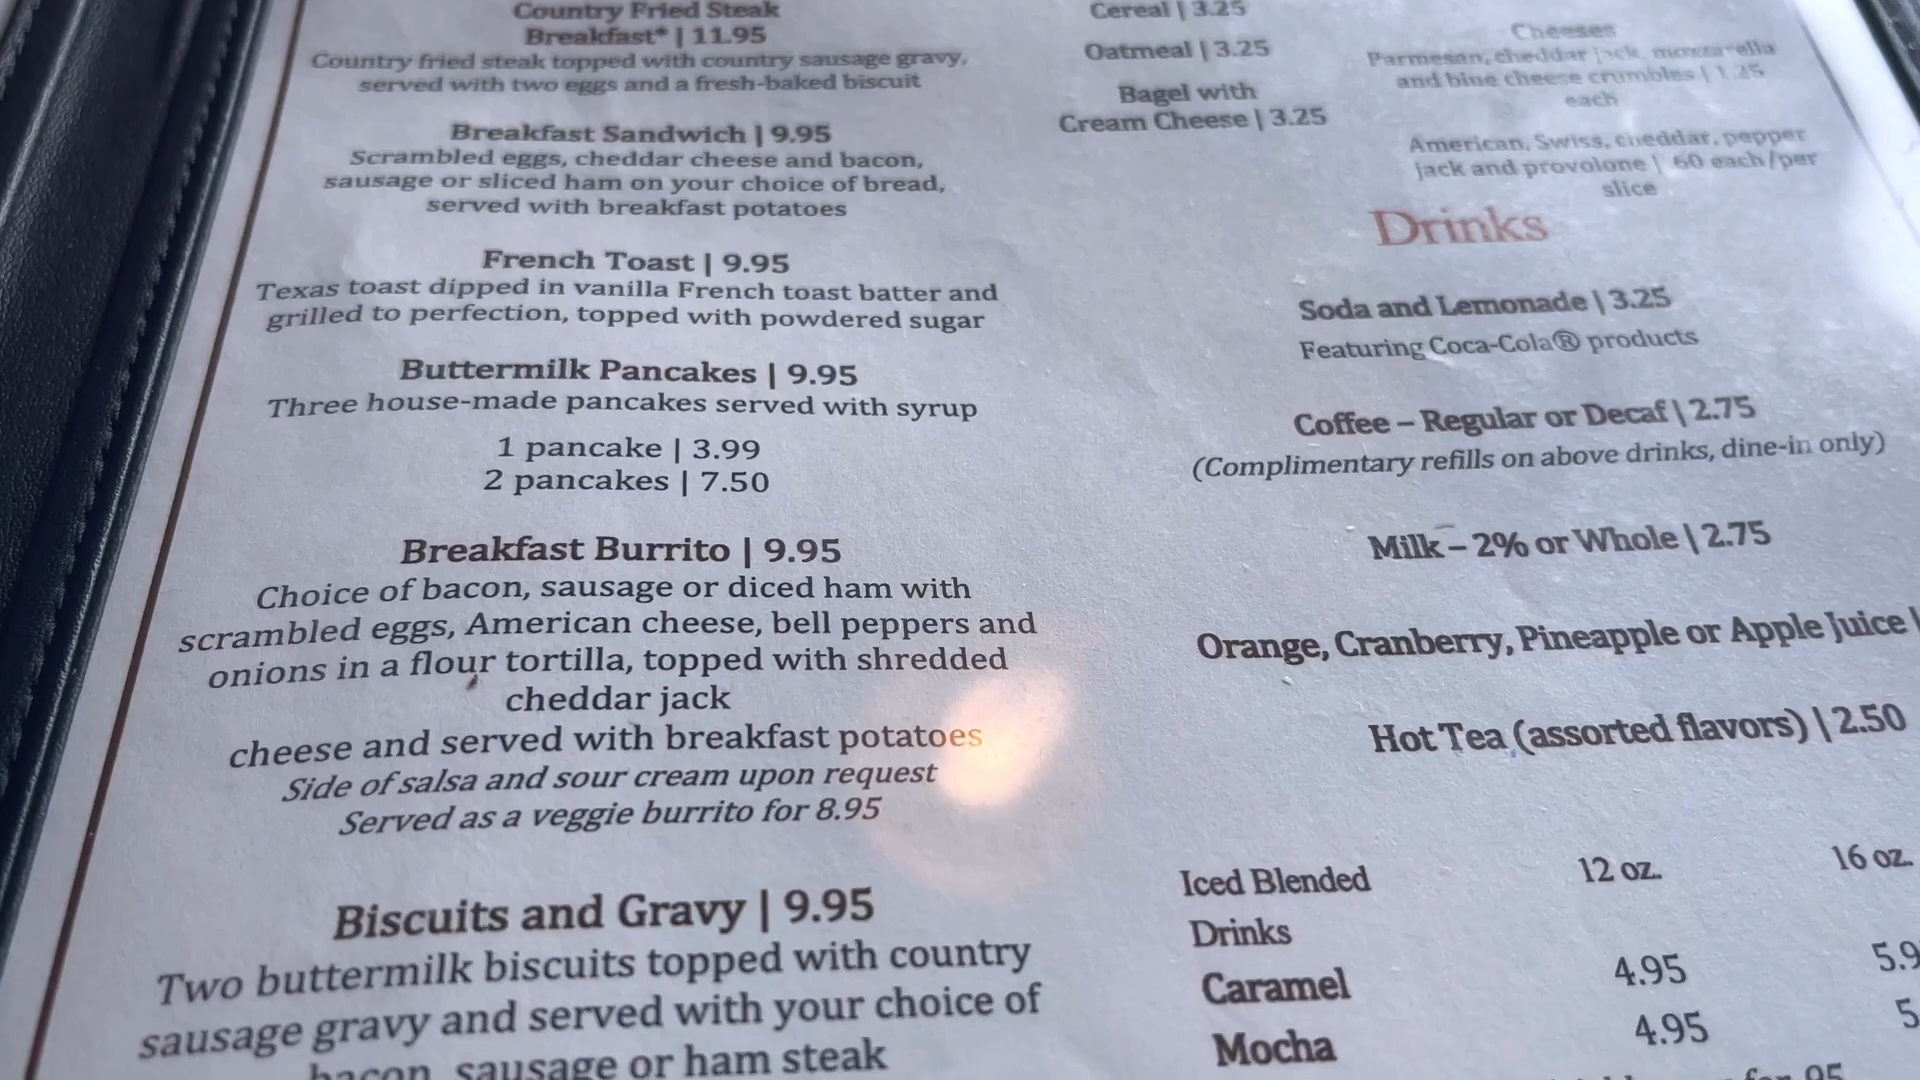 Country Fried Steak
Breakfast* | 11.95
Country fried steak topped with country sausage gravy,
served with two eggs and a fresh-baked biscuit
Breakfast Sandwich | 9.95
Scrambled eggs, cheddar cheese and bacon,
sausage or sliced ham on your choice of bread,
served with breakfast potatoes
French Toast | 9.95
Texas toast dipped in vanilla French toast batter and
grilled to perfection, topped with powdered sugar
Buttermilk Pancakes | 9.95
Three house-made pancakes served with syrup
1 pancake | 3.99
2 pancakes | 7.50
Breakfast Burrito | 9.95
Choice of bacon, sausage or diced ham with
scrambled eggs, American cheese, bell peppers and
onions in a flour tortilla, topped with shredded
cheddar jack
cheese and served with breakfast potatoes
Side of salsa and sour cream upon request
Served as a veggie burrito for 8.95
Biscuits and Gravy | 9.95
Two buttermilk biscuits topped with country
sausage gravy and served with your choice of
bacon, sausage or ham steak
Cereal | 3.25
Oatmeal | 3.25
Bagel with
Cream Cheese | 3.25
Cheeses
Parmesan, cheddar jack, mozzarella
and blue cheese crumbles | 1.25
each
American, Swiss, cheddar, pepper
jack and provolone | .60 each/per
slice
Drinks
Soda and Lemonade | 3.25
Featuring Coca-Cola® products
Coffee – Regular or Decaf | 2.75
(Complimentary refills on above drinks, dine-in only)
Milk – 2% or Whole | 2.75
Orange, Cranberry, Pineapple or Apple Juice |
Hot Tea (assorted flavors) | 2.50
Iced Blended 12 oz. 16 oz.
Drinks
Caramel 4.95 5.9
Mocha 4.95 5.
for .95